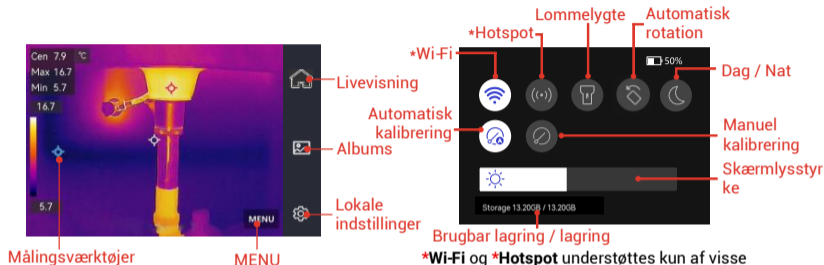 Cen 7.9 °C
Max 16.7
Min 5.7
16.7
5.7
MENU
Livevisning
Albums
Lokale
indstillinger
Målingsværktøjer
MENU
Lommelygte
Automatisk
rotation
*Hotspot
*Wi-Fi
50%
Dag / Nat
Automatisk
kalibrering
Manuel
kalibrering
Skærmlysstyr
ke
Storage 13.20GB / 13.20GB
Brugbar lagring / lagring
*Wi-Fi og *Hotspot understøttes kun af visse